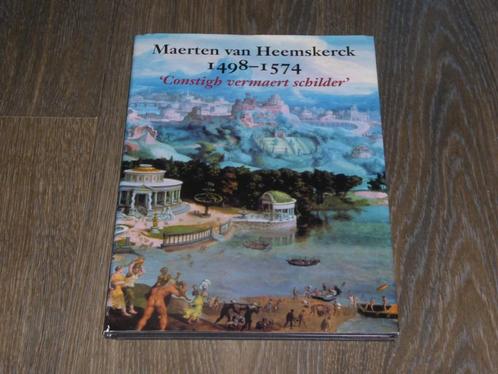 Maerten van Heemskerck
1498–1574
‘Constigh vermaert schilder’